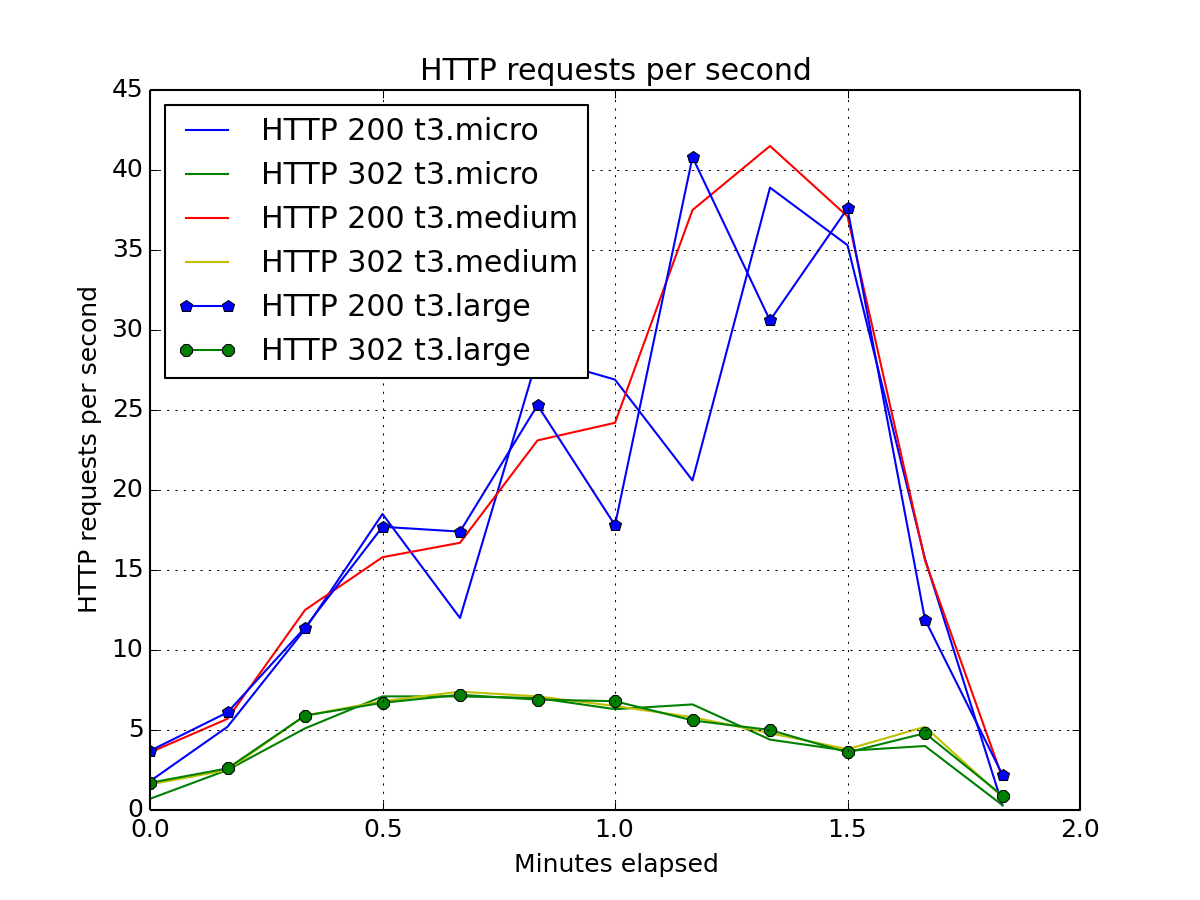 HTTP requests per second
45
40
35
30
25
20
15
10
5
0
HTTP requests per second
HTTP 200 t3.micro
HTTP 302 t3.micro
HTTP 200 t3.medium
HTTP 302 t3.medium
HTTP 200 t3.large
HTTP 302 t3.large
0.0 0.5 1.0 1.5 2.0
Minutes elapsed